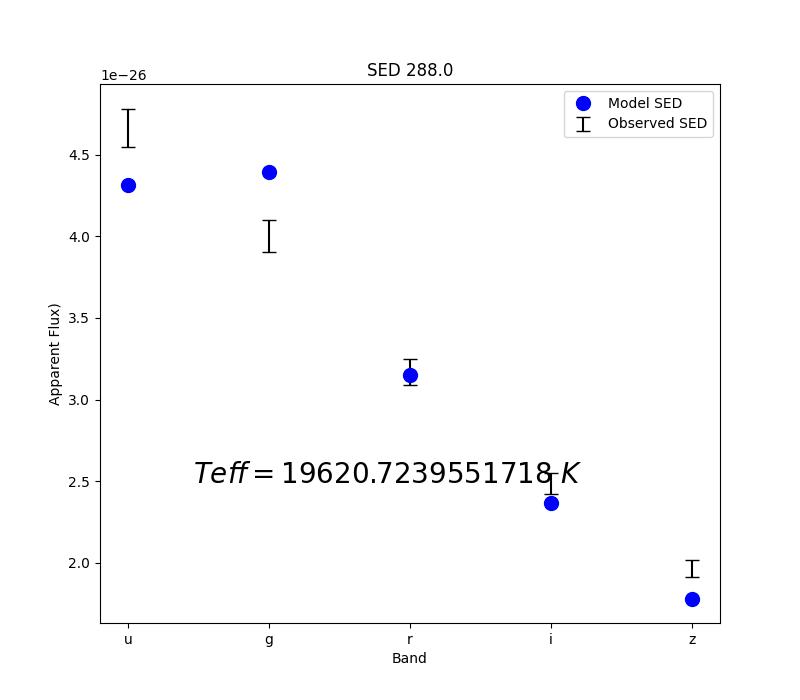 SED 288.0
1e−26
Model SED
Observed SED
4.5
4.0
3.5
3.0
2.5
2.0
Apparent Flux)
Teff = 19620.7239551718 K
u g r i z
Band